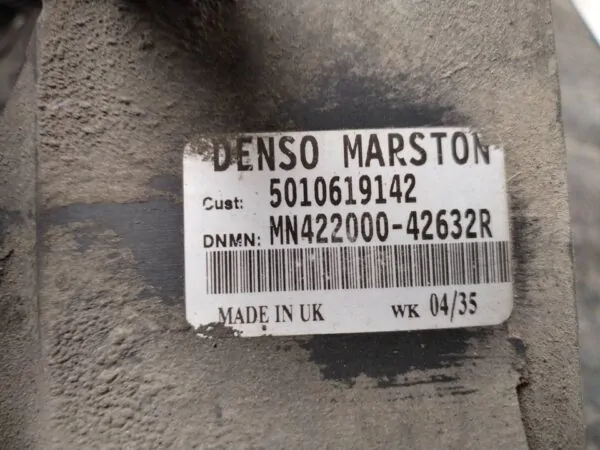 DENSO MARSTON
Cust: 5010619142
DNMN: MN422000-42632R
MADE IN UK WK 04/35